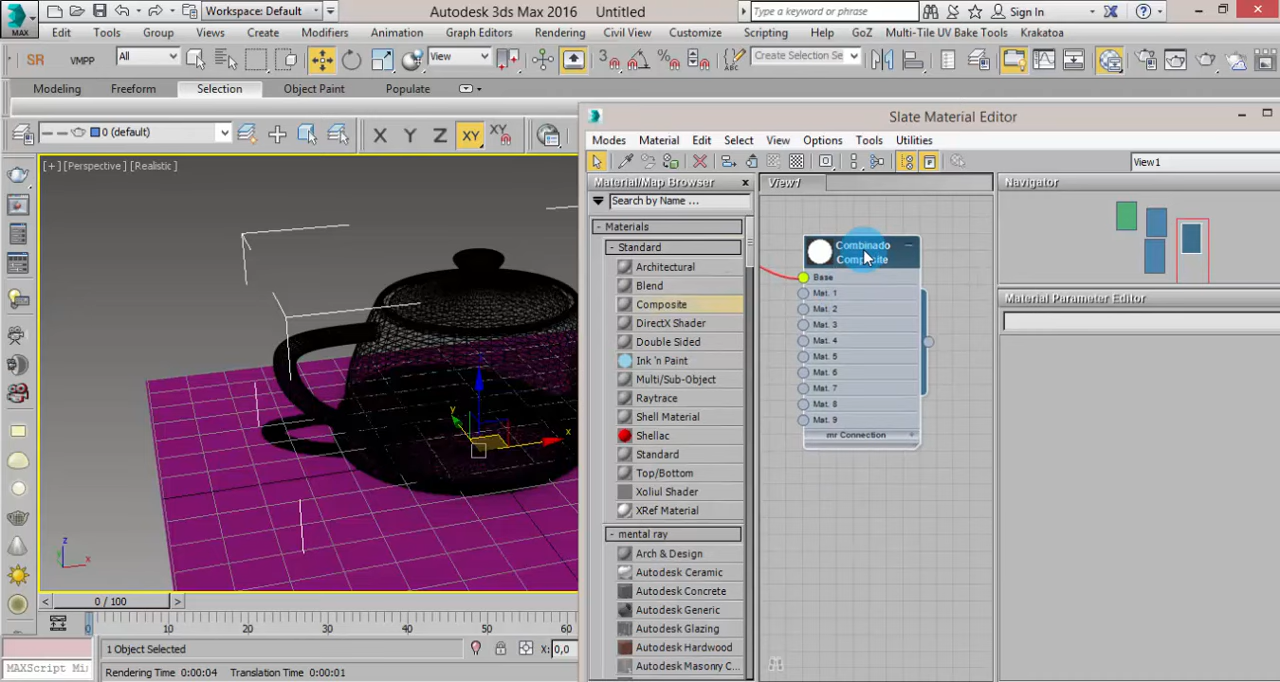 Workspace: Default
Autodesk 3ds Max 2016 Untitled
Type a keyword or phrase
Sign In
MAX
Edit Tools Group Views Create Modifiers Animation Graph Editors Rendering Civil View Customize Scripting Help GoZ Multi-Tile UV Bake Tools Krakatoa
SR VMPP All View 3 Create Selection Se
Modeling Freeform Selection Object Paint Populate
0 (default) X Y Z XY XY
[+] [Perspective] [Realistic]
Slate Material Editor
Modes Material Edit Select View Options Tools Utilities
View1
Material/Map Browser
Search by Name ...
- Materials
- Standard
Architectural
Blend
Composite
DirectX Shader
Double Sided
Ink 'n Paint
Multi/Sub-Object
Raytrace
Shell Material
Shellac
Standard
Top/Bottom
Xoliul Shader
XRef Material
- mental ray
Arch & Design
Autodesk Ceramic
Autodesk Concrete
Autodesk Generic
Autodesk Glazing
Autodesk Hardwood
Autodesk Masonry C...
View1
Combinado
Composite
Base
Mat. 1
Mat. 2
Mat. 3
Mat. 4
Mat. 5
Mat. 6
Mat. 7
Mat. 8
Mat. 9
mr Connection +
Navigator
Material Parameter Editor
z
y
x
z
x
< 0 / 100 >
0 10 20 30 40 50 60
1 Object Selected X: 0,0
MAXScript Mi
Rendering Time 0:00:04 Translation Time 0:00:01